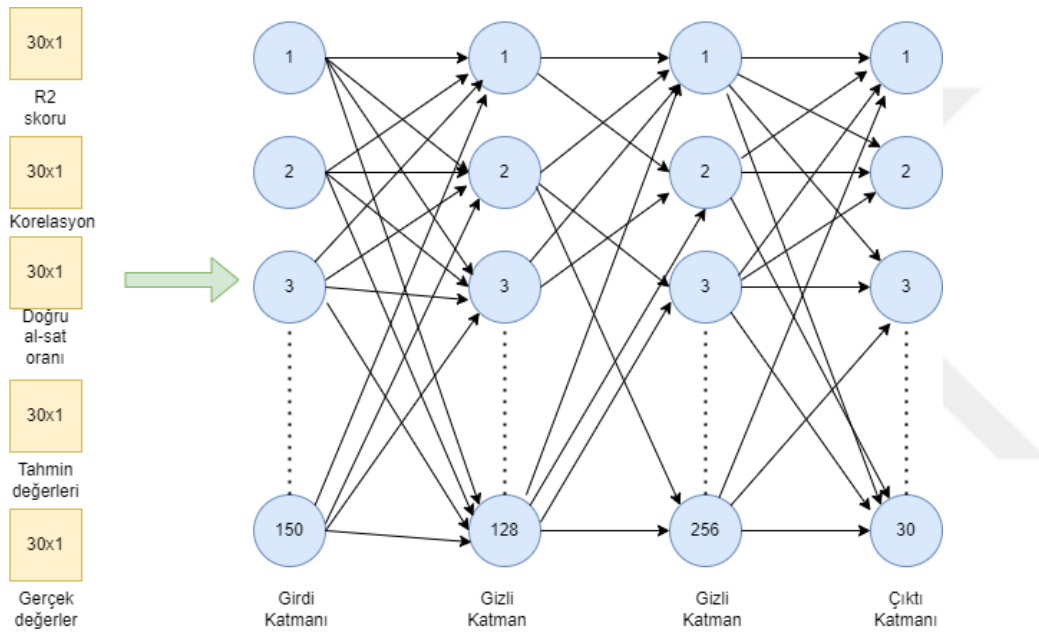 30x1
R2
skoru
30x1
Korelasyon
30x1
Doğru
al-sat
oranı
30x1
Tahmin
değerleri
30x1
Gerçek
değerler
1
2
3
150
Girdi
Katmanı
1
2
3
128
Gizli
Katman
1
2
3
256
Gizli
Katman
1
2
3
30
Çıktı
Katmanı